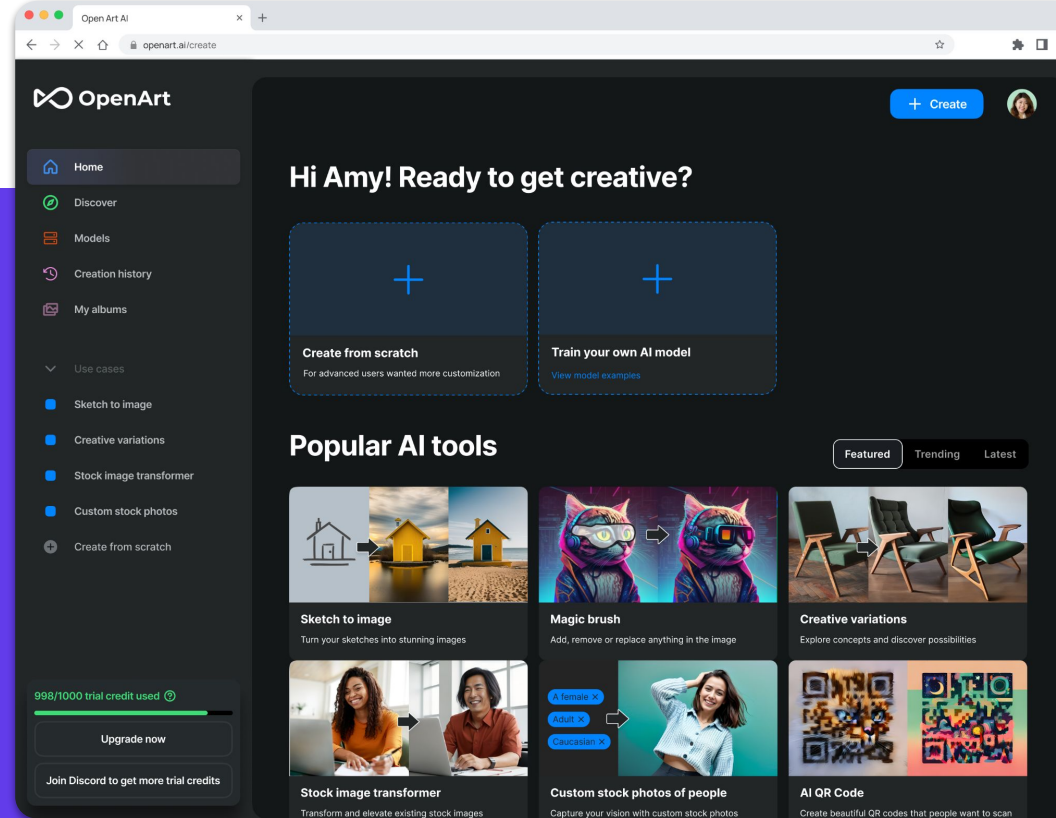 Open Art AI
openart.ai/create
OpenArt
Create
Home
Discover
Models
Creation history
My albums
Use cases
Sketch to image
Creative variations
Stock image transformer
Custom stock photos
Create from scratch
998/1000 trial credit used
Upgrade now
Join Discord to get more trial credits
Hi Amy! Ready to get creative?
Create from scratch
For advanced users wanted more customization
Train your own AI model
View model examples
Popular AI tools
Featured Trending Latest
Sketch to image
Turn your sketches into stunning images
Magic brush
Add, remove or replace anything in the image
Creative variations
Explore concepts and discover possibilities
Stock image transformer
Transform and elevate existing stock images
A female ×
Adult ×
Caucasian ×
Custom stock photos of people
Capture your vision with custom stock photos
AI QR Code
Create beautiful QR codes that people want to scan